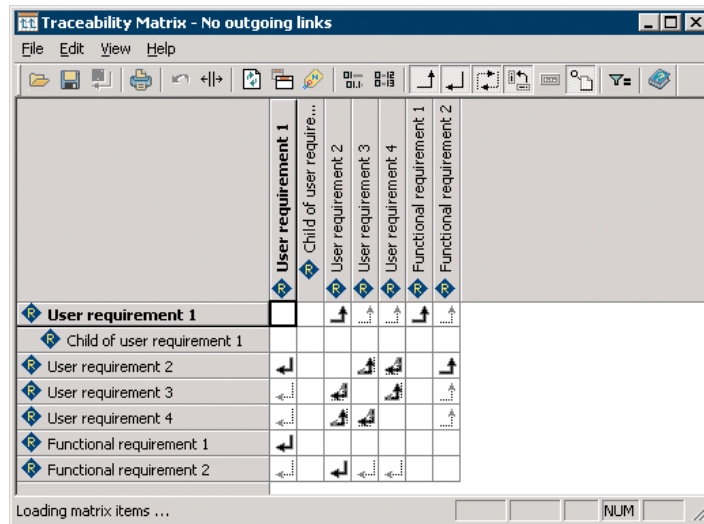 Traceability Matrix - No outgoing links
File Edit View Help
User requirement 1
Child of user require...
User requirement 2
User requirement 3
User requirement 4
Functional requirement 1
Functional requirement 2
User requirement 1
Child of user requirement 1
User requirement 2
User requirement 3
User requirement 4
Functional requirement 1
Functional requirement 2
Loading matrix items ... NUM